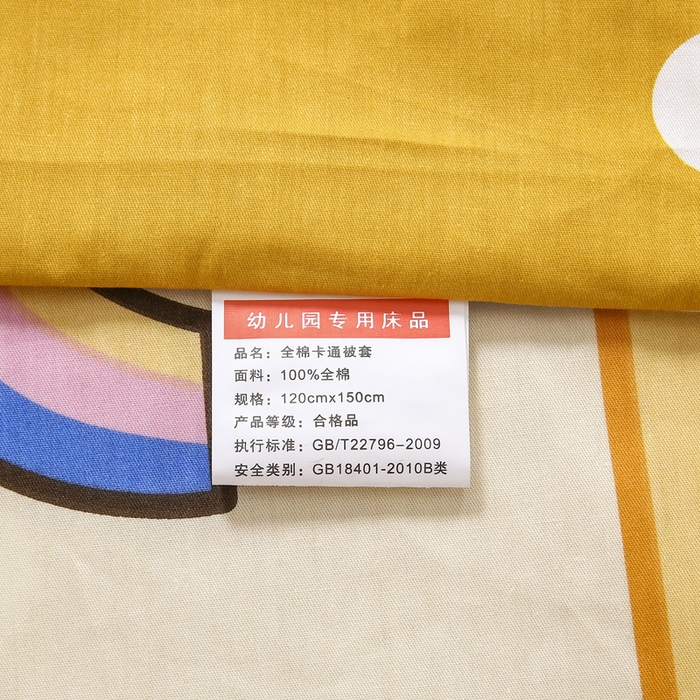 幼儿园专用床品
品名：全棉卡通被套
面料：100%全棉
规格：120cmx150cm
产品等级：合格品
执行标准：GB/T22796-2009
安全类别：GB18401-2010B类